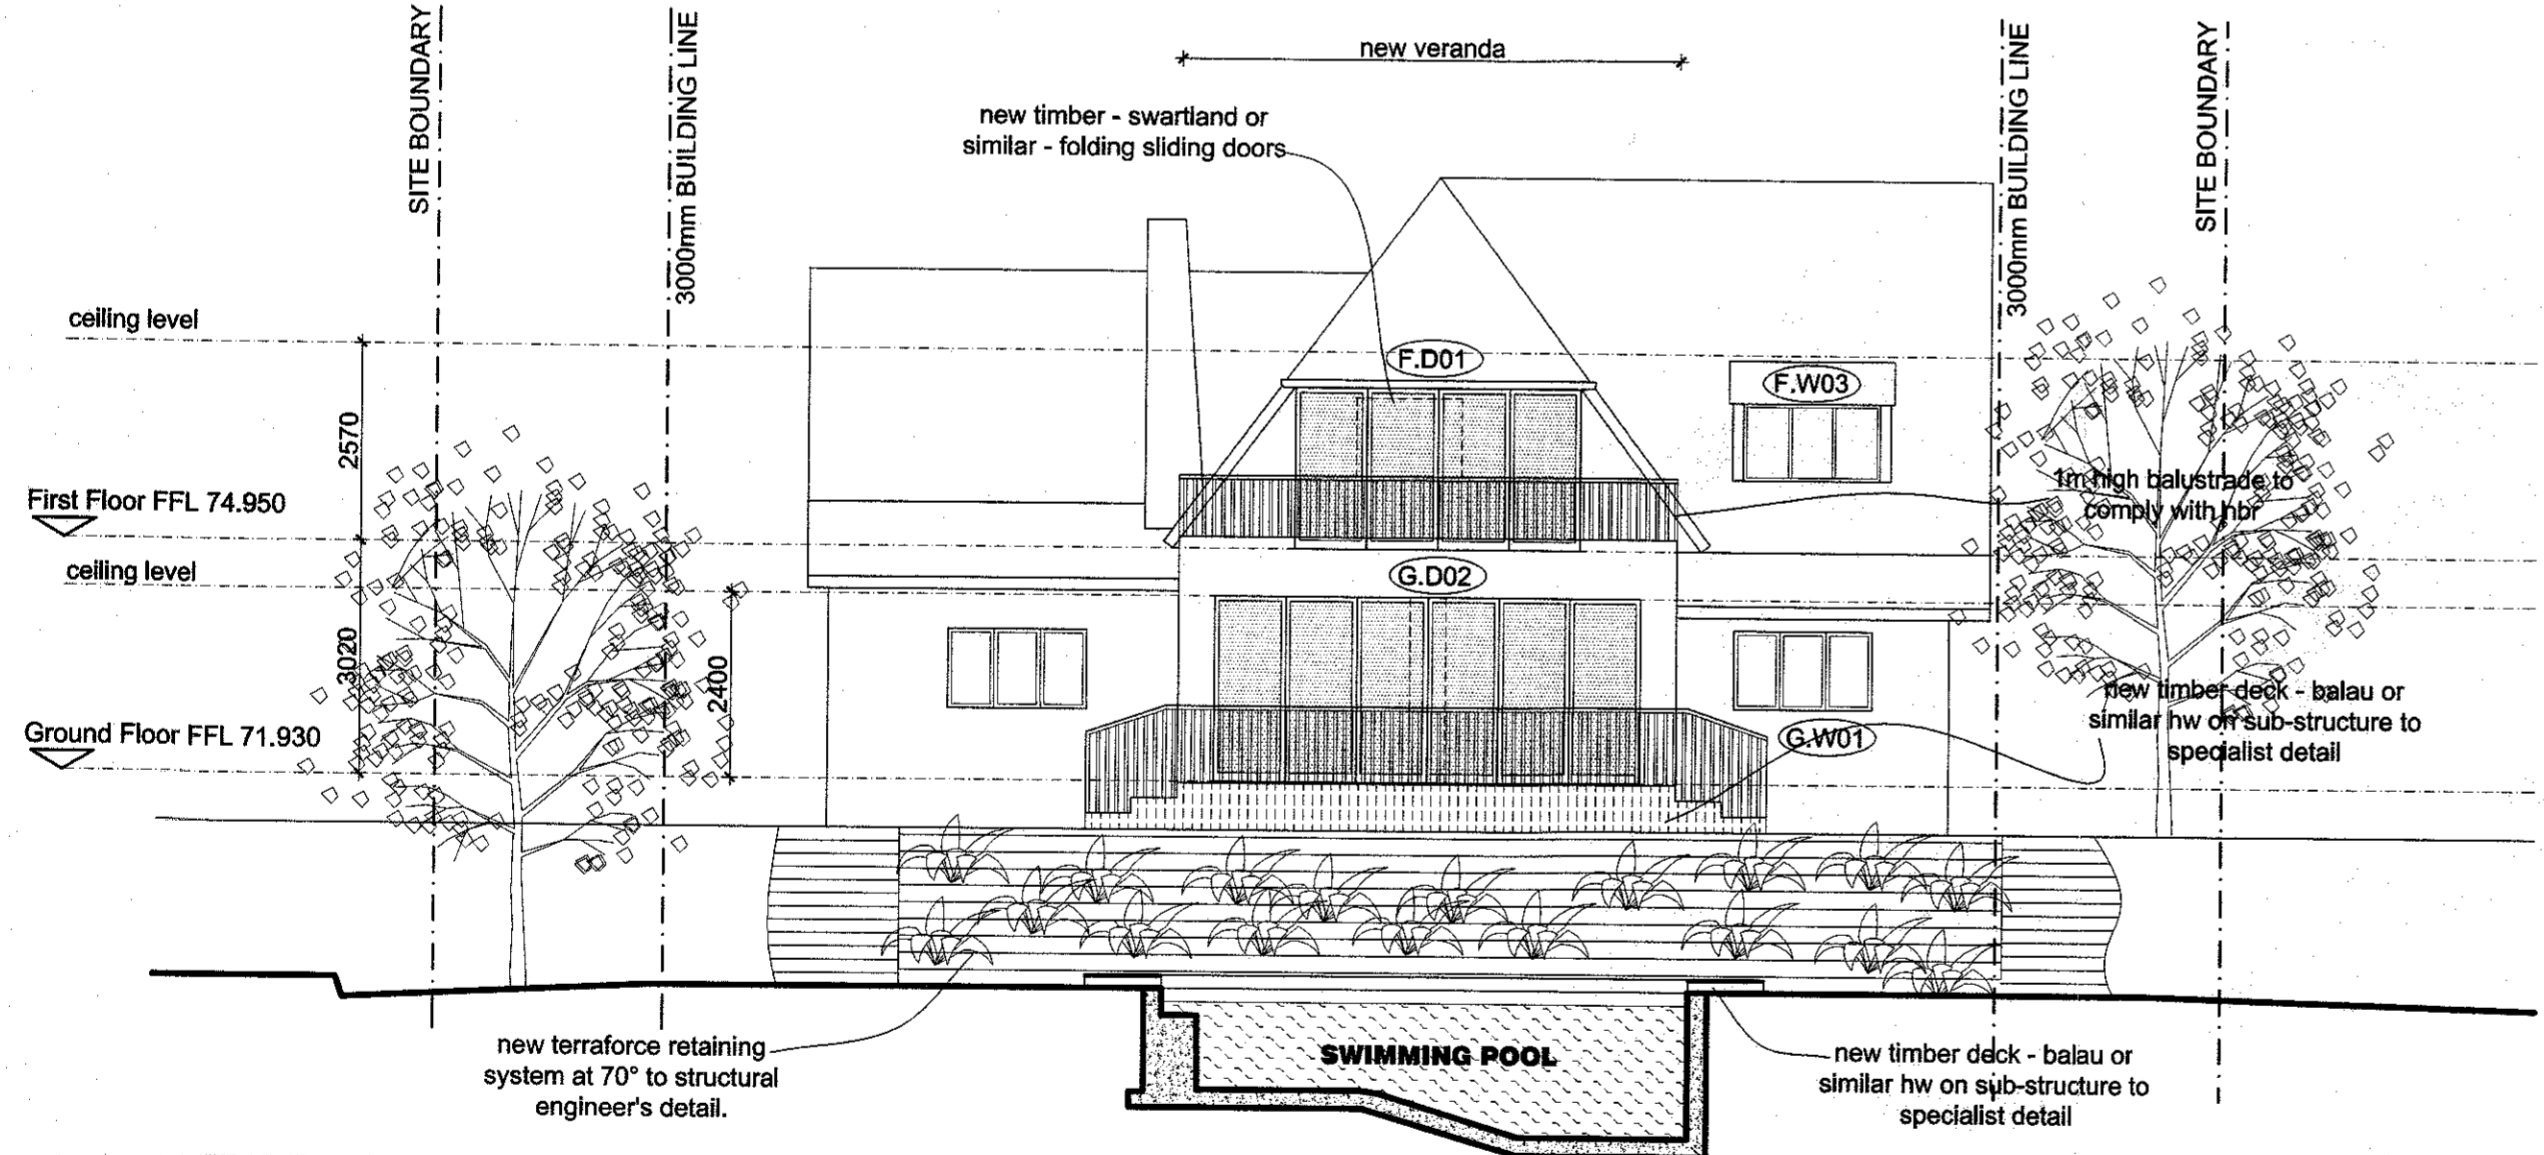 SITE BOUNDARY
3000mm BUILDING LINE
new veranda
3000mm BUILDING LINE
SITE BOUNDARY
new timber - swartland or
similar - folding sliding doors
ceiling level
F.D01
F.W03
2570
First Floor FFL 74.950
1m high balustrade to
comply with nbr
ceiling level
G.D02
3020
2400
Ground Floor FFL 71.930
G.W01
new timber deck - balau or
similar hw on sub-structure to
specialist detail
new terraforce retaining
system at 70° to structural
engineer's detail.
SWIMMING POOL
new timber deck - balau or
similar hw on sub-structure to
specialist detail